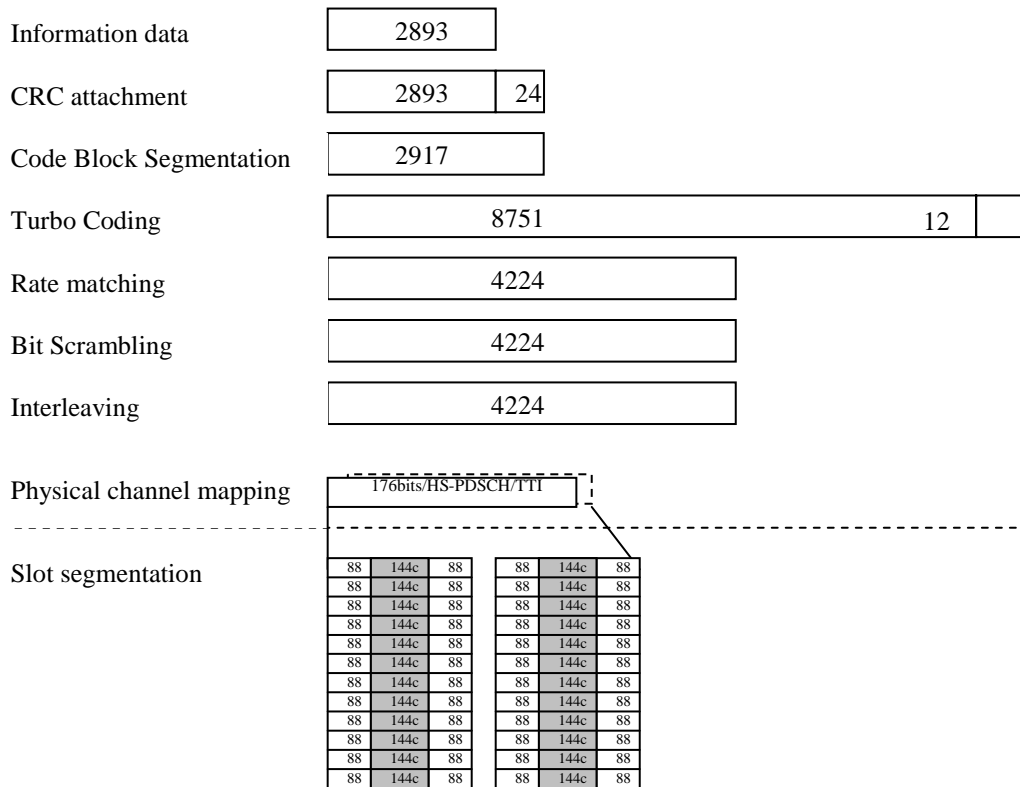 Information data 2893
CRC attachment 2893 24
Code Block Segmentation 2917
Turbo Coding 8751 12
Rate matching 4224
Bit Scrambling 4224
Interleaving 4224
Physical channel mapping 176bits/HS-PDSCH/TTI
Slot segmentation
88 144c 88 88 144c 88
88 144c 88 88 144c 88
88 144c 88 88 144c 88
88 144c 88 88 144c 88
88 144c 88 88 144c 88
88 144c 88 88 144c 88
88 144c 88 88 144c 88
88 144c 88 88 144c 88
88 144c 88 88 144c 88
88 144c 88 88 144c 88
88 144c 88 88 144c 88
88 144c 88 88 144c 88